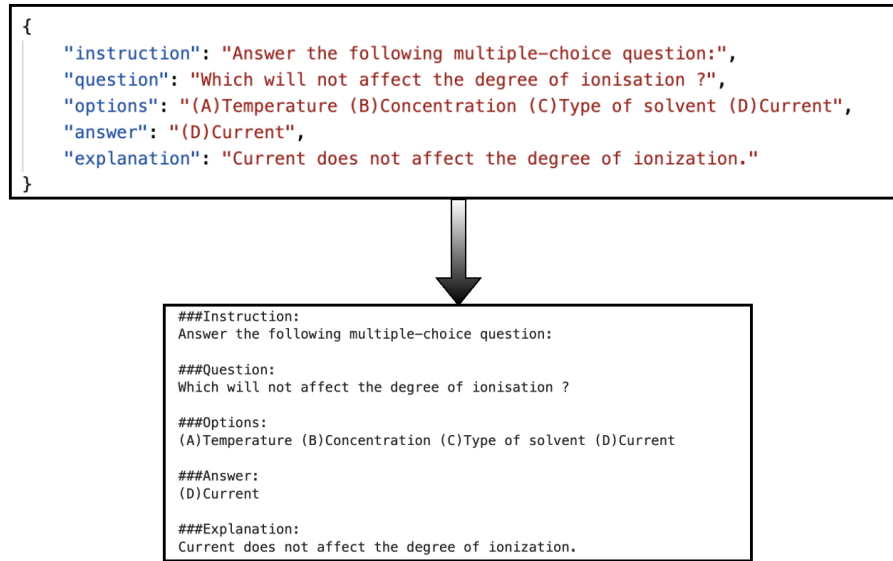 {
"instruction": "Answer the following multiple-choice question:",
"question": "Which will not affect the degree of ionisation ?",
"options": "(A)Temperature (B)Concentration (C)Type of solvent (D)Current",
"answer": "(D)Current",
"explanation": "Current does not affect the degree of ionization."
}
###Instruction:
Answer the following multiple-choice question:
###Question:
Which will not affect the degree of ionisation ?
###Options:
(A)Temperature (B)Concentration (C)Type of solvent (D)Current
###Answer:
(D)Current
###Explanation:
Current does not affect the degree of ionization.